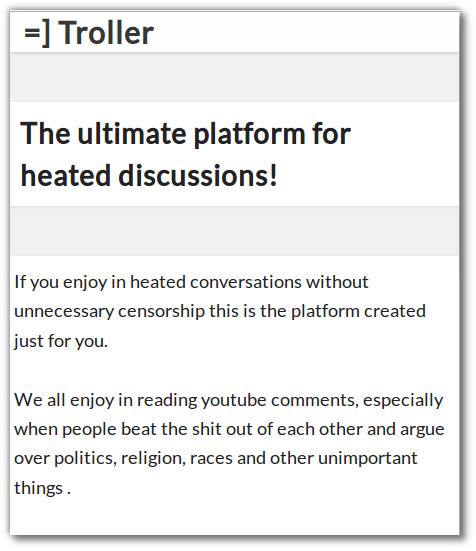 =] Troller
The ultimate platform for
heated discussions!
If you enjoy in heated conversations without
unnecessary censorship this is the platform created
just for you.
We all enjoy in reading youtube comments, especially
when people beat the shit out of each other and argue
over politics, religion, races and other unimportant
things .